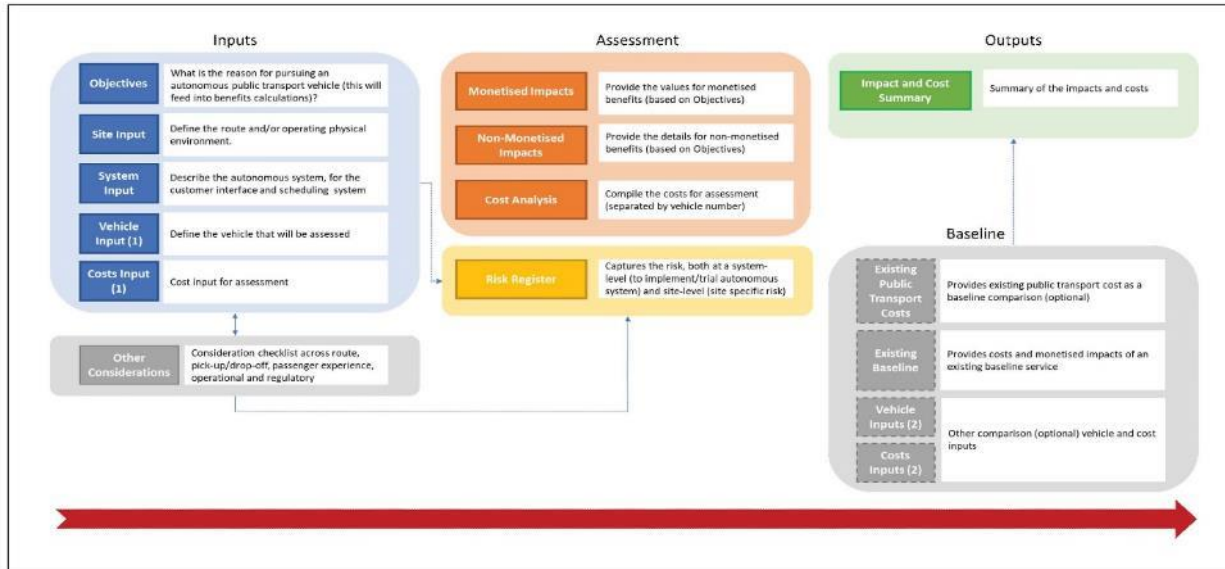 Inputs
Objectives
What is the reason for pursuing an
autonomous public transport vehicle (this will
feed into benefits calculations)?
Site Input
Define the route and/or operating physical
environment.
System
Input
Describe the autonomous system, for the
customer interface and scheduling system
Vehicle
Input (1)
Define the vehicle that will be assessed
Costs Input
(1)
Cost input for assessment
Other
Considerations
Consideration checklist across route,
pick-up/drop-off, passenger experience,
operational and regulatory
Assessment
Monetised Impacts
Provide the values for monetised
benefits (based on Objectives)
Non-Monetised
Impacts
Provide the details for non-monetised
benefits (based on Objectives)
Cost Analysis
Compile the costs for assessment
(separated by vehicle number)
Risk Register
Captures the risk, both at a system-
level (to implement/trial autonomous
system) and site-level (site specific risk)
Outputs
Impact and Cost
Summary
Summary of the impacts and costs
Baseline
Existing
Public
Transport
Costs
Provides existing public transport cost as a
baseline comparison (optional)
Existing
Baseline
Provides costs and monetised impacts of an
existing baseline service
Vehicle
Inputs (2)
Costs
Inputs (2)
Other comparison (optional) vehicle and cost
inputs